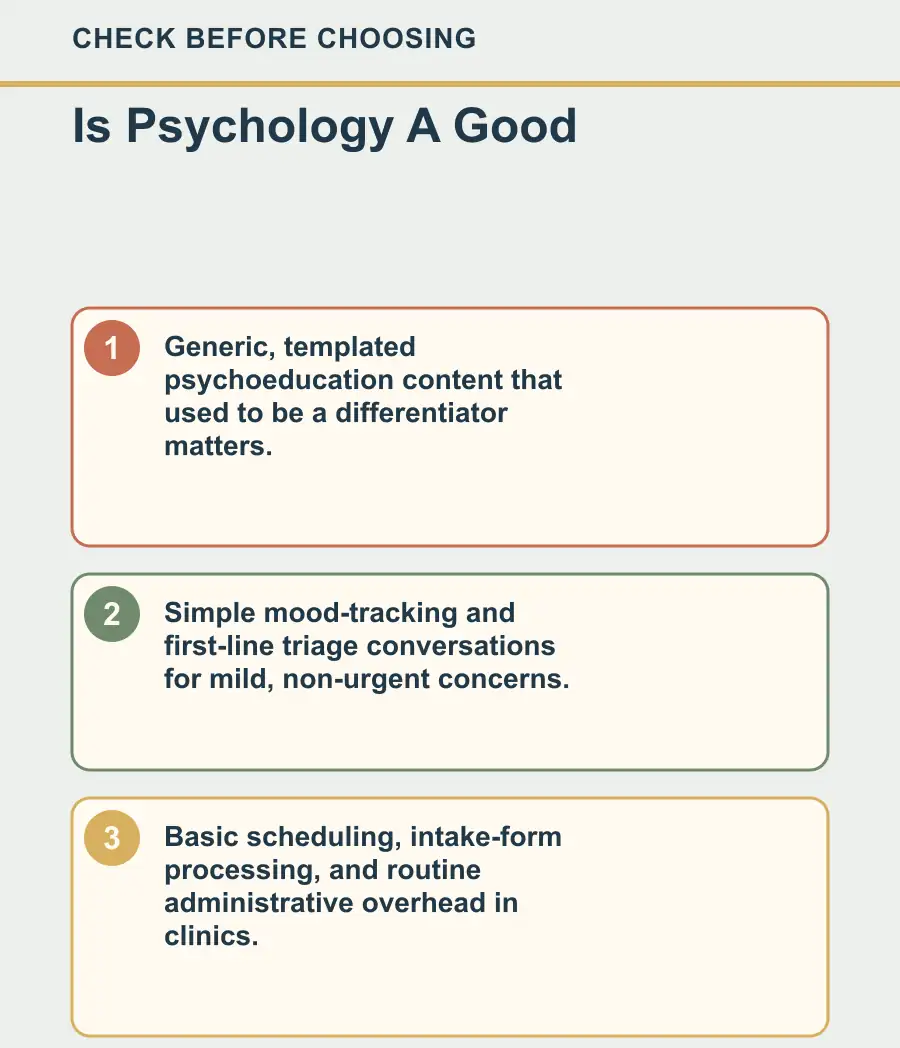 CHECK BEFORE CHOOSING
Is Psychology A Good
1
Generic, templated
psychoeducation content that
used to be a differentiator
matters.
2
Simple mood-tracking and
first-line triage conversations
for mild, non-urgent concerns.
3
Basic scheduling, intake-form
processing, and routine
administrative overhead in
clinics.